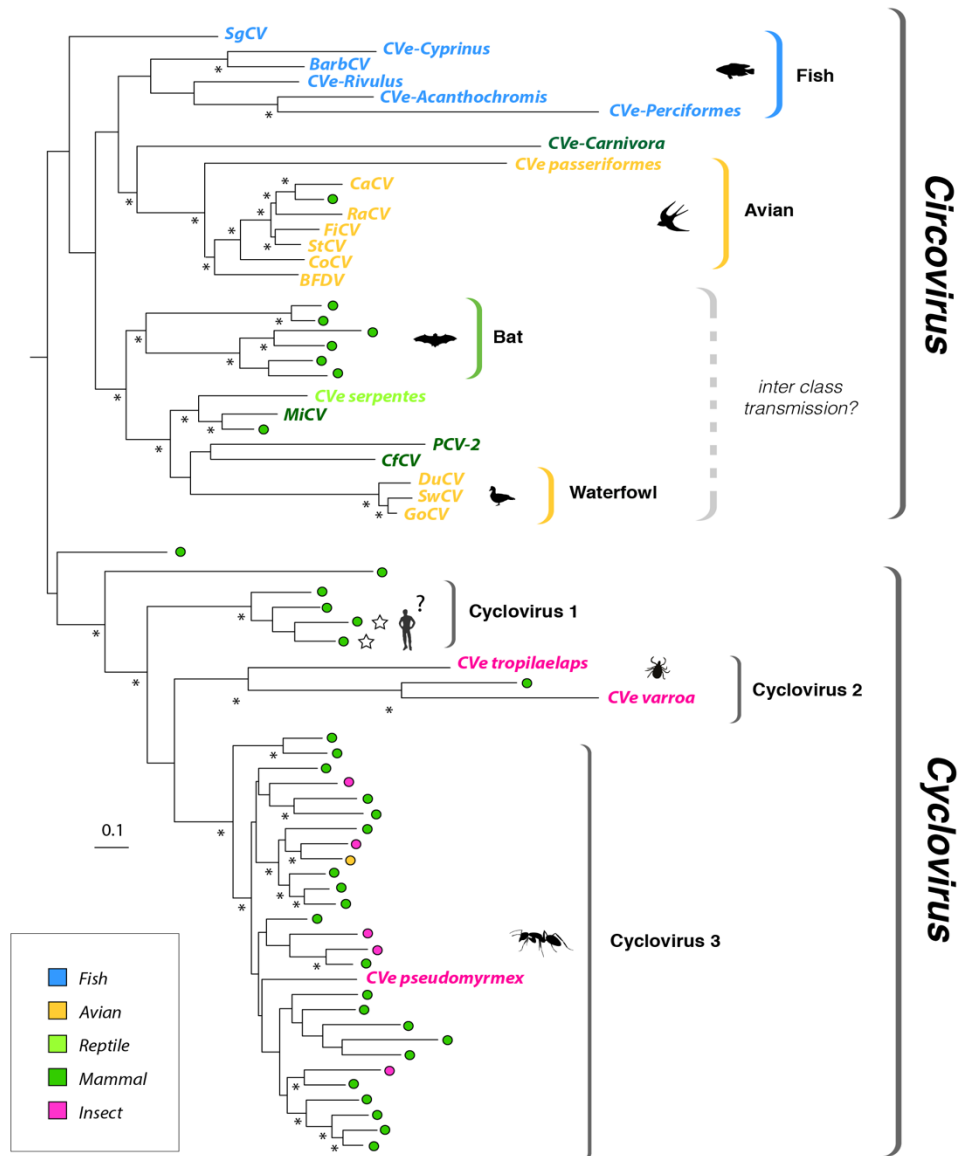 SgCV
CVe-Cyprinus
BarbCV
CVe-Rivulus
CVe-Acanthochromis
CVe-Perciformes
Fish
CVe-Carnivora
CVe passeriformes
CaCV
RaCV
FiCV
StCV
CoCV
BFDV
Avian
Circovirus
Bat
CVe serpentes
MiCV
PCV-2
CfCV
DuCV
SwCV
GoCV
Waterfowl
inter class
transmission?
?
Cyclovirus 1
CVe tropilaelaps
CVe varroa
Cyclovirus 2
Cyclovirus
0.1
Cyclovirus 3
CVe pseudomyrmex
Fish
Avian
Reptile
Mammal
Insect